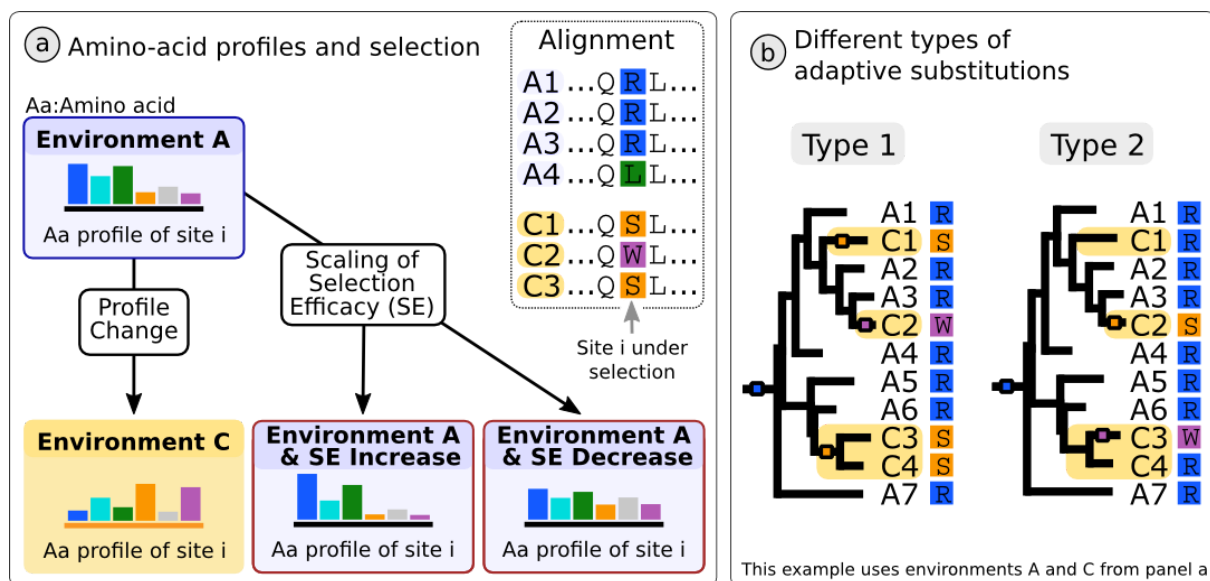 a Amino-acid profiles and selection
Aa:Amino acid
Environment A
Aa profile of site i
Profile
Change
Scaling of
Selection
Efficacy (SE)
Environment C
Aa profile of site i
Environment A
& SE Increase
Aa profile of site i
Environment A
& SE Decrease
Aa profile of site i
Alignment
A1 ...Q R L...
A2 ...Q R L...
A3 ...Q R L...
A4 ...Q L L...
C1 ...Q S L...
C2 ...Q W L...
C3 ...Q S L...
Site i under
selection
b Different types of
adaptive substitutions
Type 1
A1 R
C1 S
A2 R
A3 R
C2 W
A4 R
A5 R
A6 R
C3 S
C4 S
A7 R
Type 2
A1 R
C1 R
A2 R
A3 R
C2 S
A4 R
A5 R
A6 R
C3 W
C4 R
A7 R
This example uses environments A and C from panel a